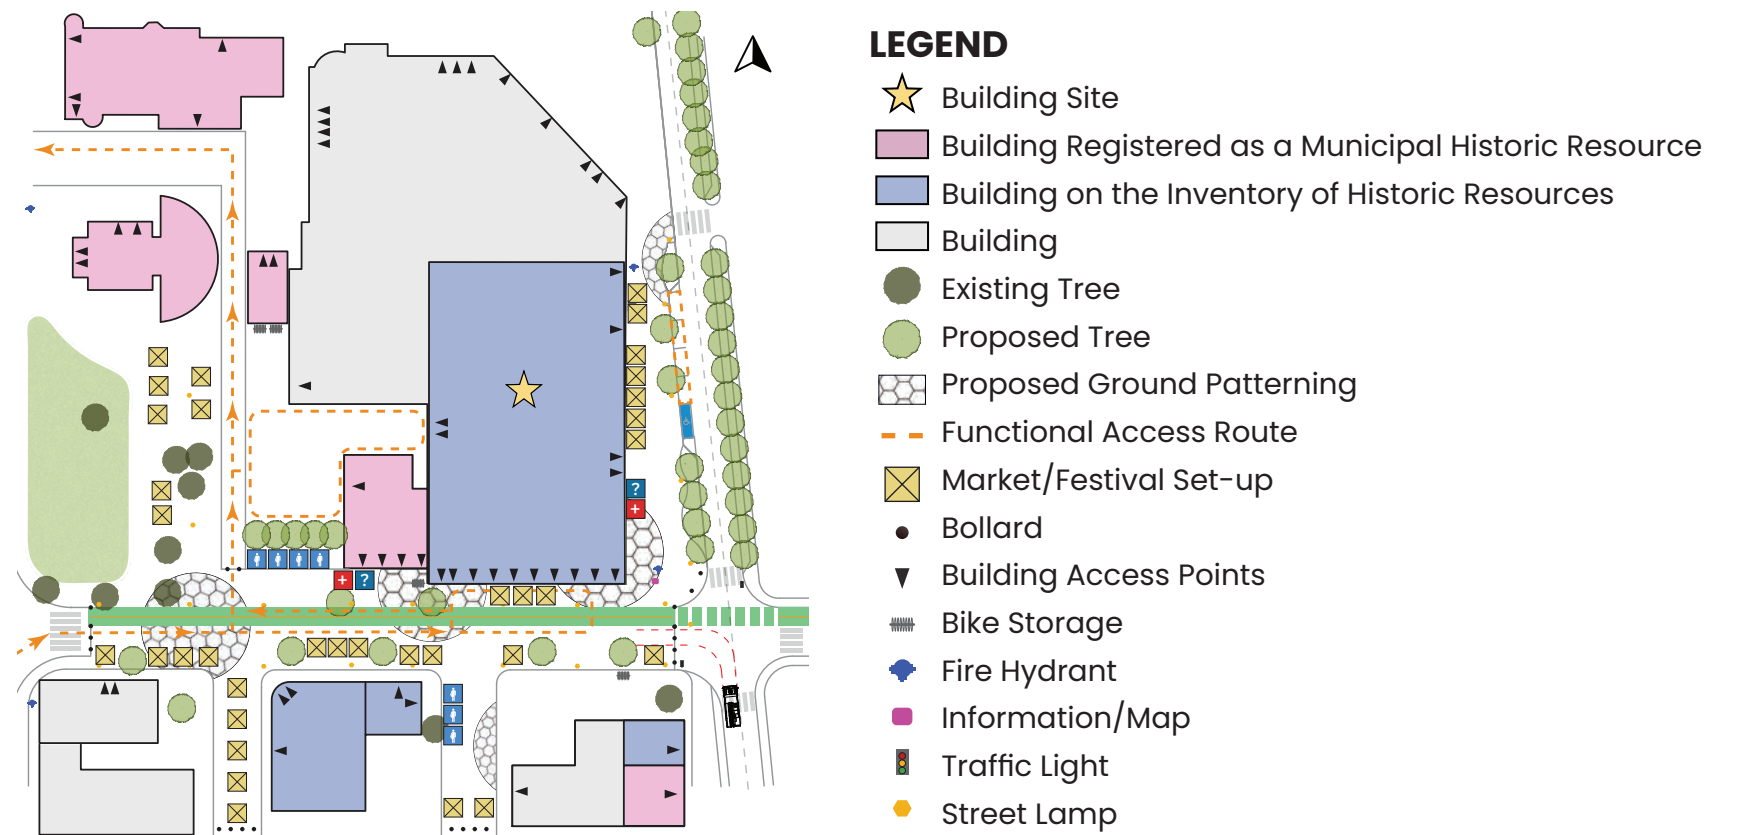 LEGEND
Building Site
Building Registered as a Municipal Historic Resource
Building on the Inventory of Historic Resources
Building
Existing Tree
Proposed Tree
Proposed Ground Patterning
Functional Access Route
Market/Festival Set-up
Bollard
Building Access Points
Bike Storage
Fire Hydrant
Information/Map
Traffic Light
Street Lamp
?
?